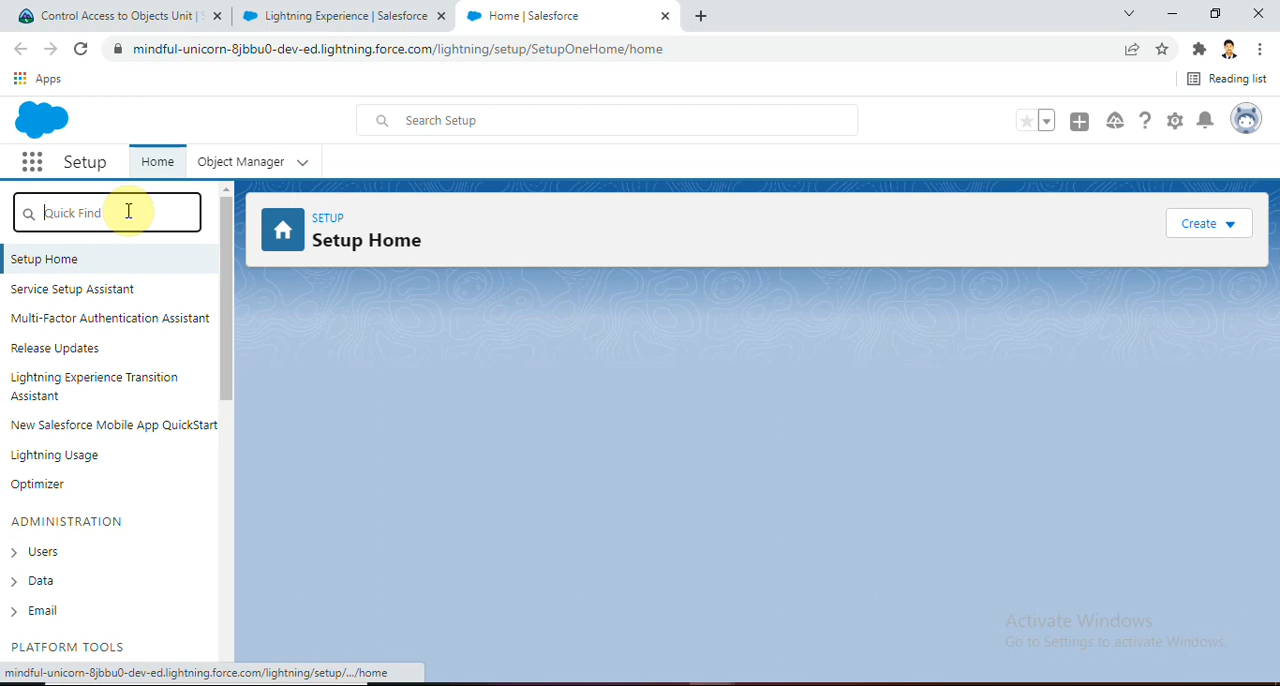 Control Access to Objects Unit | S
Lightning Experience | Salesforce
Home | Salesforce
mindful-unicorn-8jbbu0-dev-ed.lightning.force.com/lightning/setup/SetupOneHome/home
Apps
Reading list
Search Setup
Setup
Home
Object Manager
Quick Find
SETUP
Setup Home
Create
Setup Home
Service Setup Assistant
Multi-Factor Authentication Assistant
Release Updates
Lightning Experience Transition
Assistant
New Salesforce Mobile App QuickStart
Lightning Usage
Optimizer
ADMINISTRATION
Users
Data
Email
PLATFORM TOOLS
Activate Windows
Go to Settings to activate Windows.
mindful-unicorn-8jbbu0-dev-ed.lightning.force.com/lightning/setup/.../home